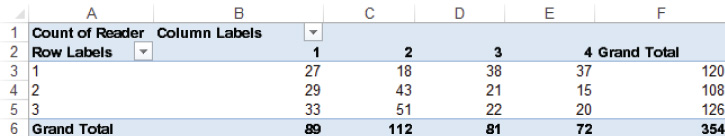 A B C D E F
1 Count of Reader Column Labels
2 Row Labels 1 2 3 4 Grand Total
3 1 27 18 38 37 120
4 2 29 43 21 15 108
5 3 33 51 22 20 126
6 Grand Total 89 112 81 72 354